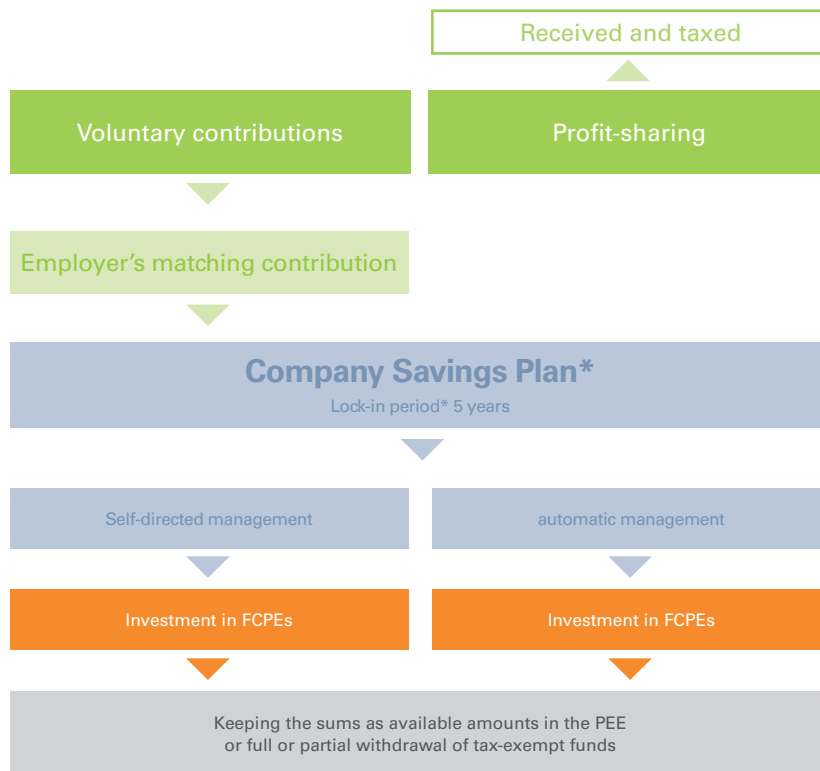 Received and taxed
Voluntary contributions
Profit-sharing
Employer's matching contribution
Company Savings Plan*
Lock-in period* 5 years
Self-directed management
automatic management
Investment in FCPEs
Investment in FCPEs
Keeping the sums as available amounts in the PEE
or full or partial withdrawal of tax-exempt funds